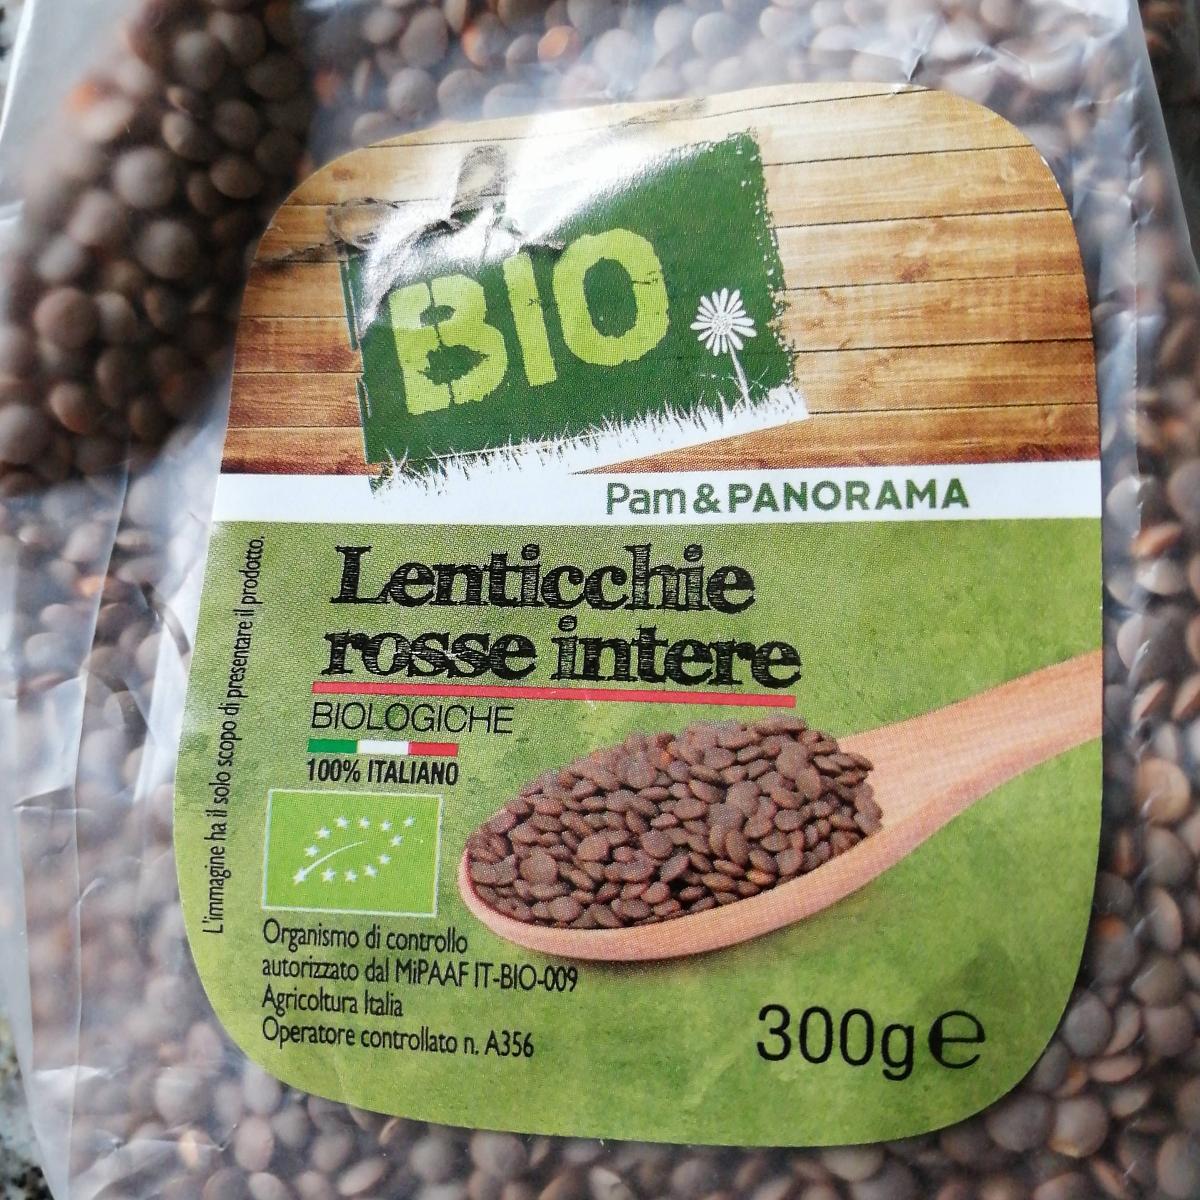 BIO
Pam & PANORAMA
Lenticchie
rosse intere
BIOLOGICHE
100% ITALIANO
L'immagine ha il solo scopo di presentare il prodotto.
Organismo di controllo
autorizzato dal MiPAAF IT-BIO-009
Agricoltura Italia
Operatore controllato n. A356
300g e